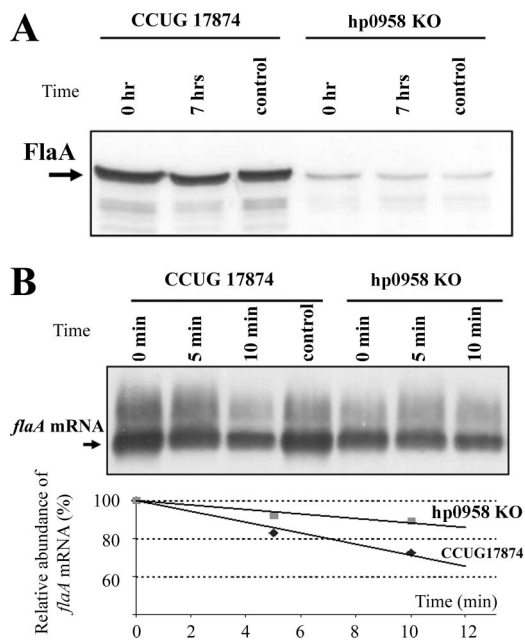 A
CCUG 17874
hp0958 KO
Time
0 hr
7 hrs
control
0 hr
7 hrs
control
FlaA
B
CCUG 17874
hp0958 KO
Time
0 min
5 min
10 min
control
0 min
5 min
10 min
flaA mRNA
Relative abundance of
flaA mRNA (%)
100
80
60
hp0958 KO
CCUG17874
Time (min)
0 2 4 6 8 10 12